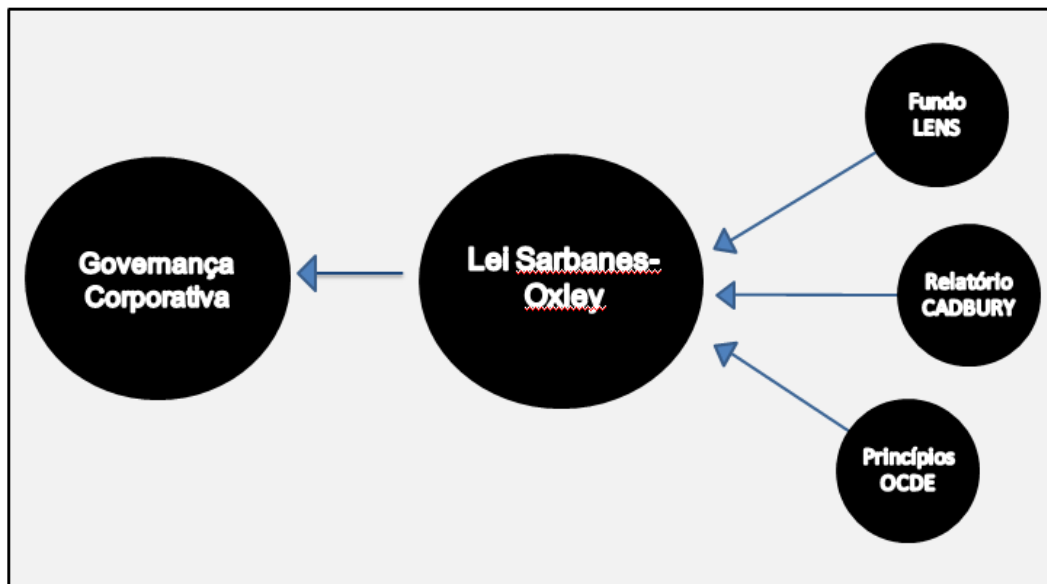 Governança
Corporativa
Lei Sarbanes-
Oxley
Fundo
LENS
Relatório
CADBURY
Princípios
OCDE